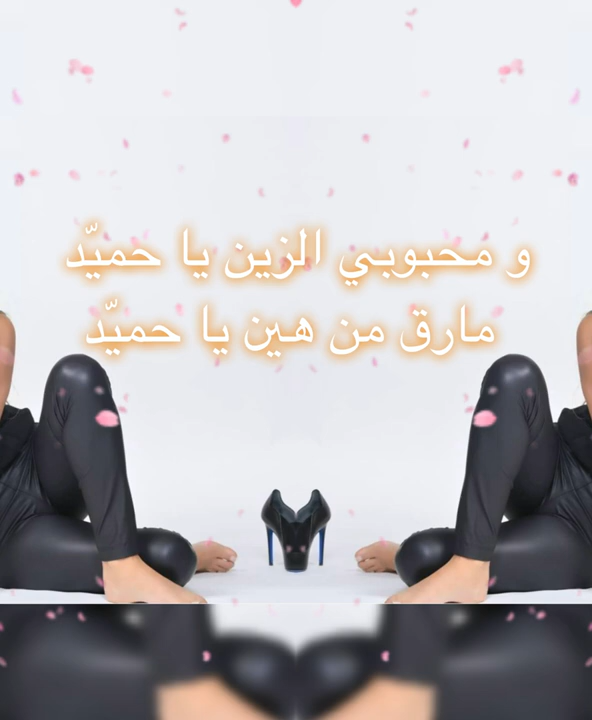 و محبوبي الزين يا حميّد
مارق من هين يا حميّد